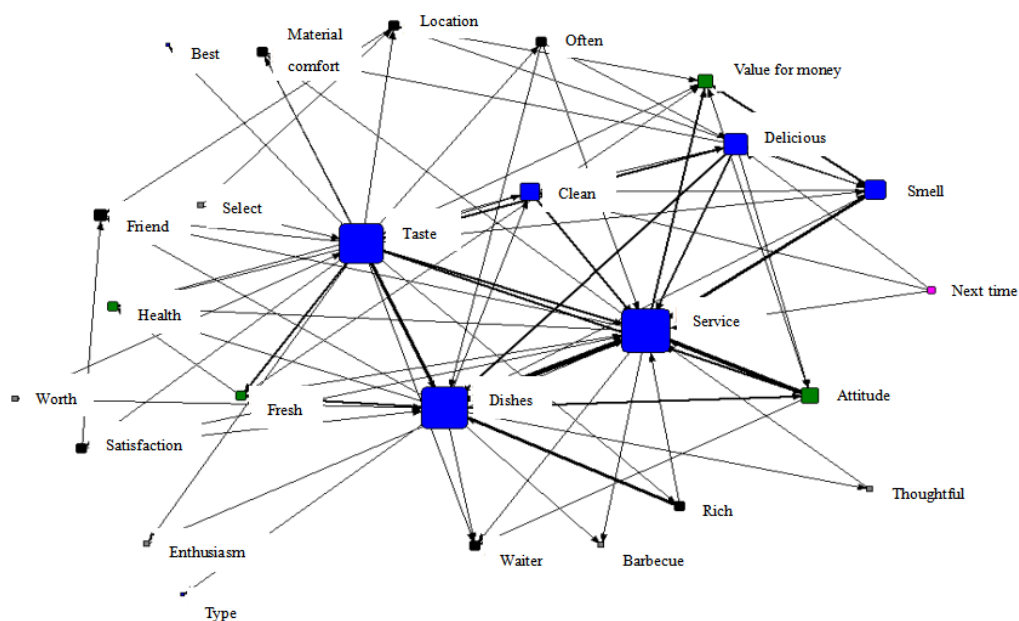 Location
Material
Often
Best
comfort
Value for money
Delicious
Clean
Smell
Select
Friend
Taste
Next time
Health
Service
Worth
Dishes
Attitude
Fresh
Satisfaction
Thoughtful
Rich
Enthusiasm
Waiter
Barbecue
Type